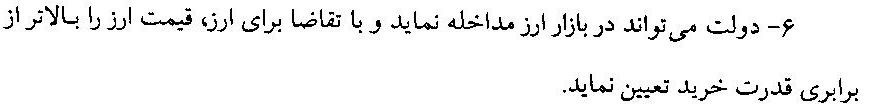 ۶- دولت می‌تواند در بازار ارز مداخله نماید و با تقاضا برای ارز، قیمت ارز را بالاتر از
برابری قدرت خرید تعیین نماید.